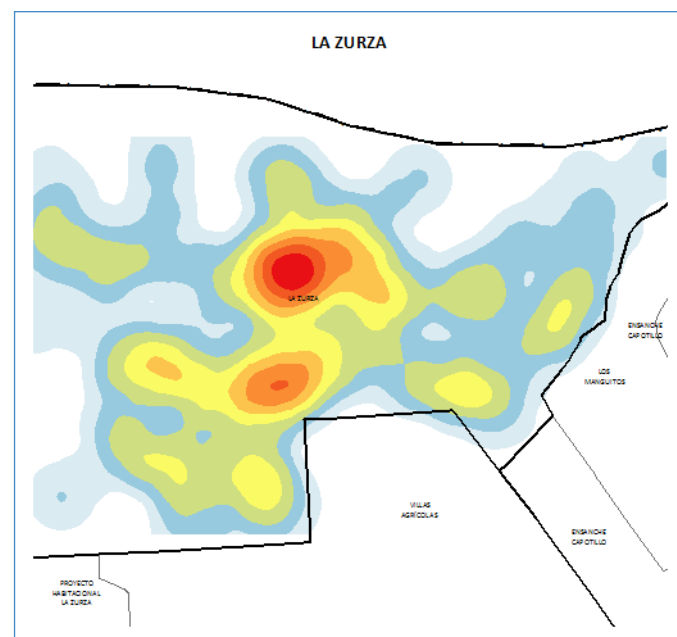 LA ZURZA
LA ZURZA
ENSANCHE
CAPOTILLO
LOS
MANGUITOS
VILLAS
AGRÍCOLAS
ENSANCHE
CAPOTILLO
PROYECTO
HABITACIONAL
LA ZURZA